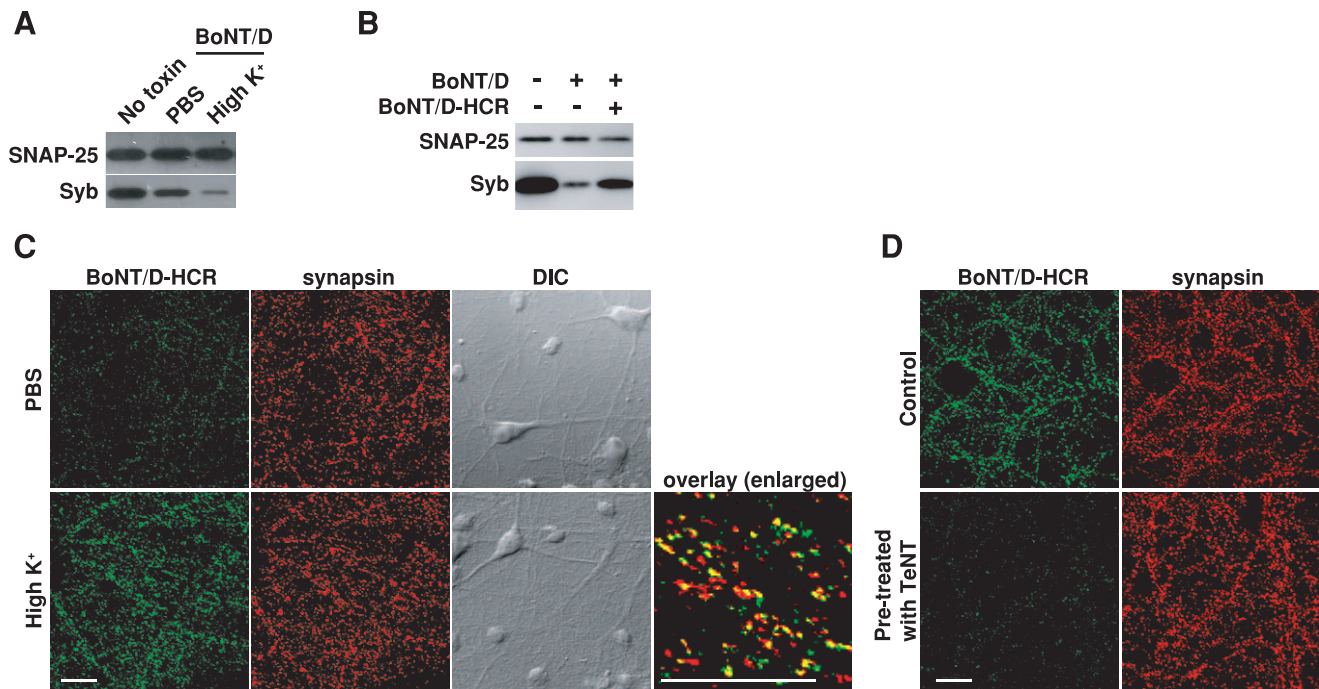 A
BoNT/D
No toxin
PBS
High K⁺
SNAP-25
Syb
B
BoNT/D - + +
BoNT/D-HCR - - +
SNAP-25
Syb
C
BoNT/D-HCR synapsin DIC
PBS
High K⁺
overlay (enlarged)
D
BoNT/D-HCR synapsin
Control
Pre-treated
with TeNT